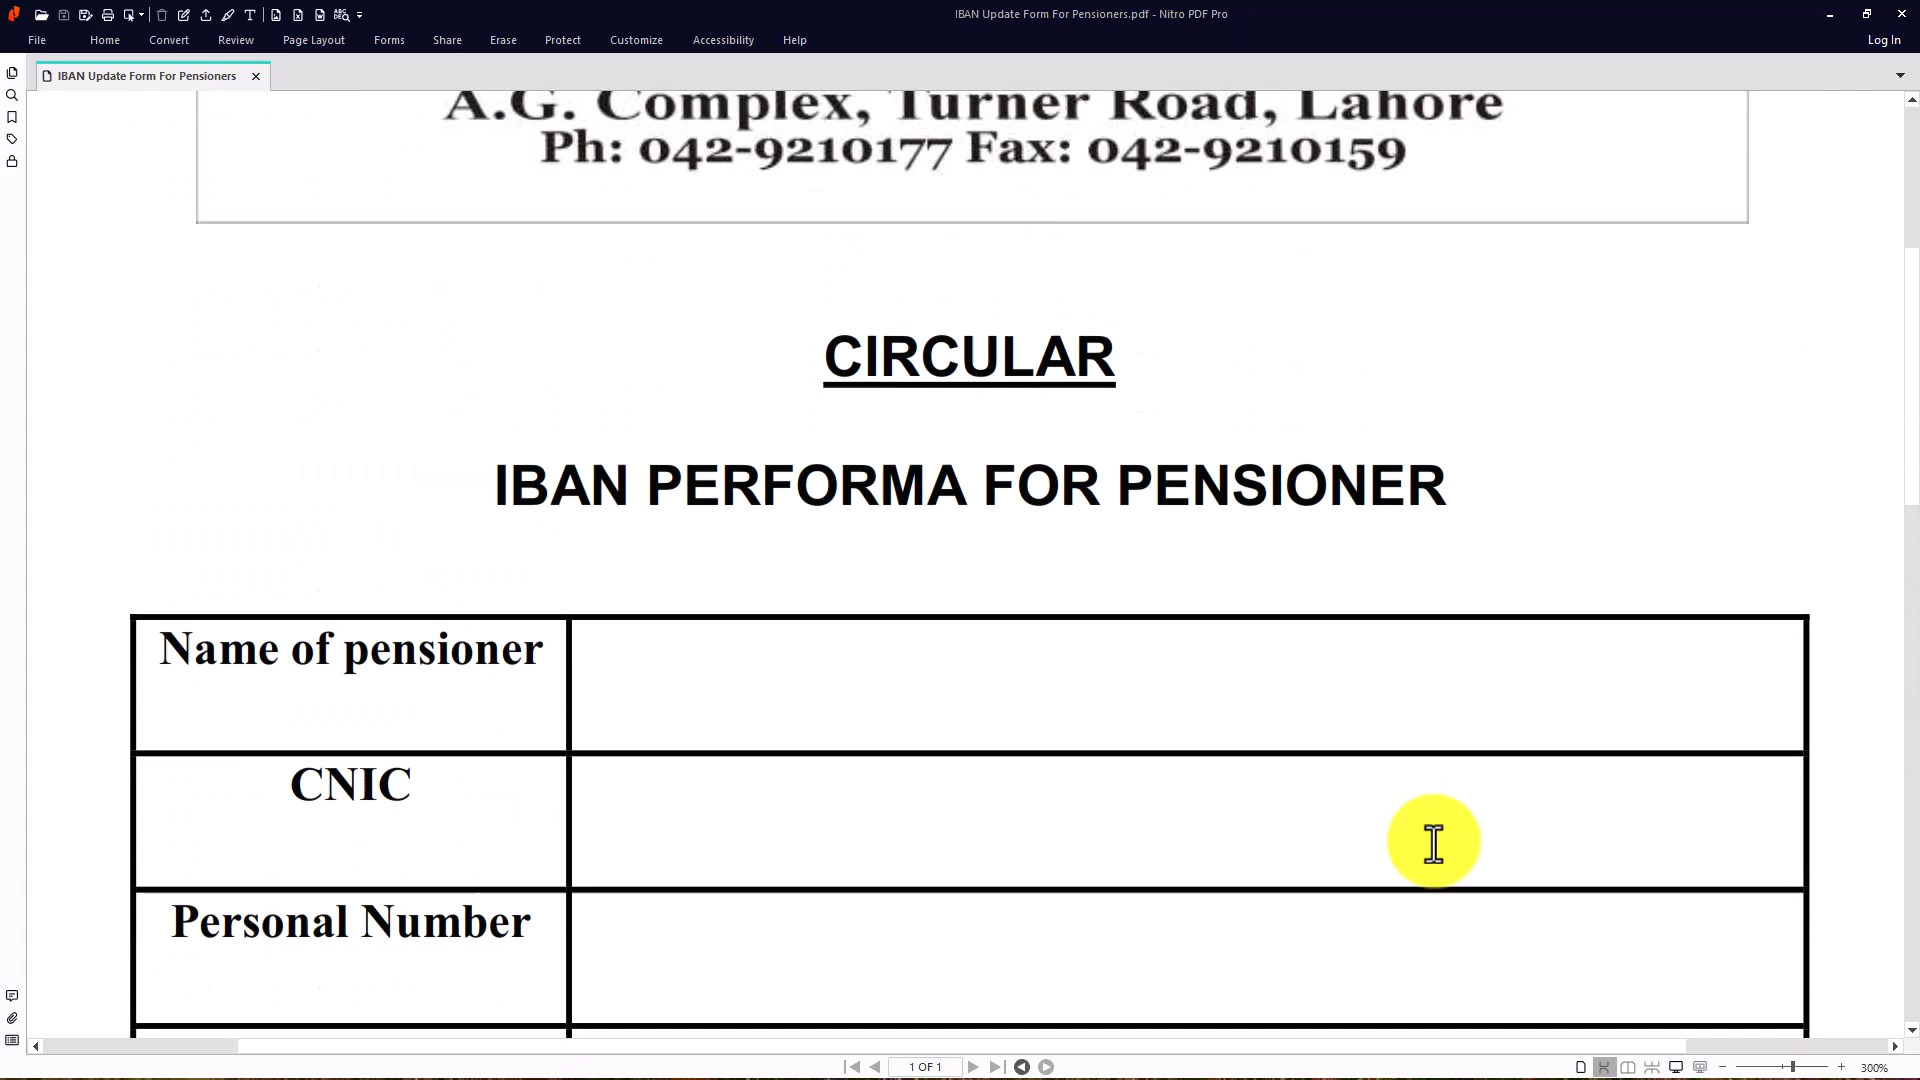 IBAN Update Form For Pensioners.pdf - Nitro PDF Pro
File Home Convert Review Page Layout Forms Share Erase Protect Customize Accessibility Help Log In
IBAN Update Form For Pensioners
A.G. Complex, Turner Road, Lahore
Ph: 042-9210177 Fax: 042-9210159
CIRCULAR
IBAN PERFORMA FOR PENSIONER
Name of pensioner
CNIC
Personal Number
1 OF 1
300%